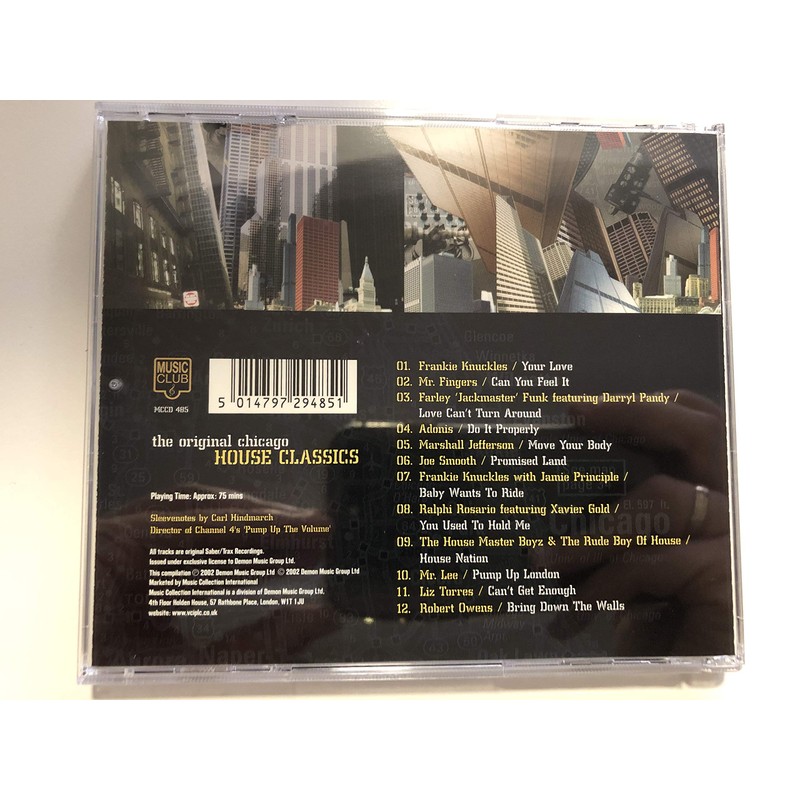 MUSIC
CLUB
MCCD 485
5 014797 294851
the original chicago
HOUSE CLASSICS
Playing Time: Approx: 75 mins
Sleevenotes by Carl Hindmarch
Director of Channel 4's 'Pump Up The Volume'
All tracks are original Saber/Trax Recordings.
Issued under exclusive license to Demon Music Group Ltd.
This compilation ℗ 2002 Demon Music Group Ltd © 2002 Demon Music Group Ltd
Marketed by Music Collection International
Music Collection International is a division of Demon Music Group Ltd.
4th Floor Holden House, 57 Rathbone Place, London, W1T 1JU
website: www.vciplc.co.uk
01. Frankie Knuckles / Your Love
02. Mr. Fingers / Can You Feel It
03. Farley 'Jackmaster' Funk featuring Darryl Pandy /
Love Can't Turn Around
04. Adonis / Do It Properly
05. Marshall Jefferson / Move Your Body
06. Joe Smooth / Promised Land
07. Frankie Knuckles with Jamie Principle /
Baby Wants To Ride
08. Ralphi Rosario featuring Xavier Gold /
You Used To Hold Me
09. The House Master Boyz & The Rude Boy Of House /
House Nation
10. Mr. Lee / Pump Up London
11. Liz Torres / Can't Get Enough
12. Robert Owens / Bring Down The Walls
Zurich
Glencoe
Winnetka
Chicago
Naper
Oak Lawn